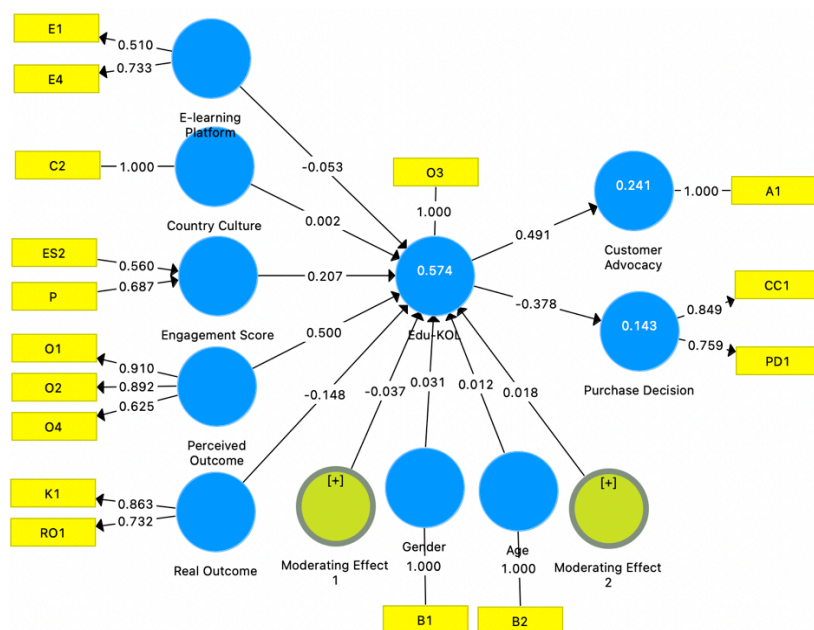 E1
0.510
E4
0.733
E-learning
Platform
-0.053
C2
1.000
Country Culture
0.002
O3
1.000
0.241
1.000
A1
Customer
Advocacy
0.491
ES2
0.560
P
0.687
Engagement Score
0.207
0.574
Edu-KOL
-0.378
0.143
Purchase Decision
0.849
CC1
0.759
PD1
O1
0.910
O2
0.892
O4
0.625
Perceived
Outcome
0.500
K1
0.863
RO1
0.732
Real Outcome
-0.148
-0.037
0.031
0.012
0.018
[+]
Moderating Effect
1
Gender
1.000
B1
Age
1.000
B2
[+]
Moderating Effect
2